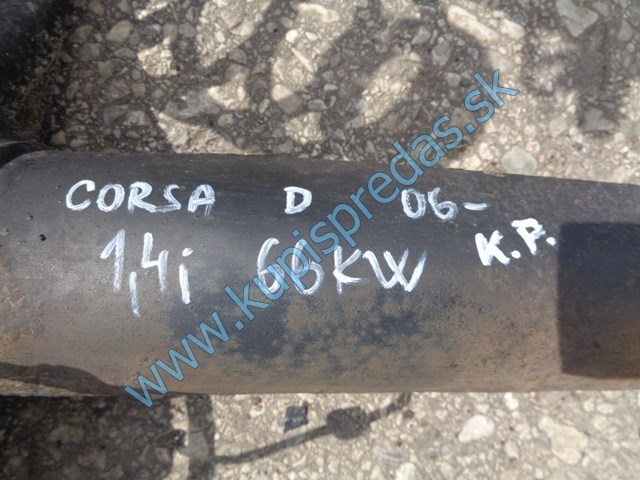 CORSA D 06-
1,4i 66KW K.P.
www.kupispredas.sk